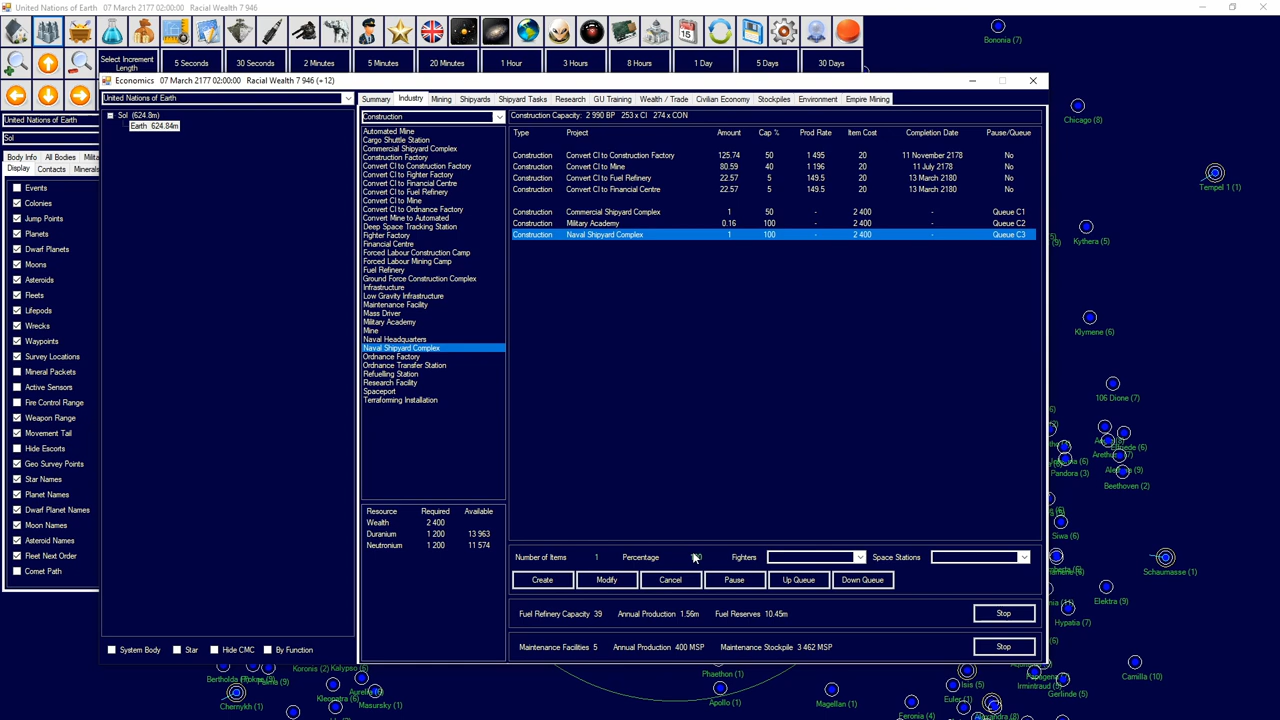 United Nations of Earth   07 March 2177 02:00:00   Racial Wealth 7 946
Select Increment Length
5 Seconds
30 Seconds
2 Minutes
5 Minutes
20 Minutes
1 Hour
3 Hours
8 Hours
1 Day
5 Days
30 Days
Economics   07 March 2177 02:00:00   Racial Wealth 7 946 (+12)
United Nations of Earth
Sol
Body Info   All Bodies
Display   Contacts   Minerals
Events
Colonies
Jump Points
Planets
Dwarf Planets
Moons
Asteroids
Fleets
Lifepods
Wrecks
Waypoints
Survey Locations
Mineral Packets
Active Sensors
Fire Control Range
Weapon Range
Movement Tail
Hide Escorts
Geo Survey Points
Star Names
Planet Names
Dwarf Planet Names
Moon Names
Asteroid Names
Fleet Next Order
Comet Path
United Nations of Earth
Sol (624.8m)
Earth 624.84m
System Body   Star   Hide CMC   By Function
Summary   Industry   Mining   Shipyards   Shipyard Tasks   Research   GU Training   Wealth / Trade   Civilian Economy   Stockpiles   Environment   Empire Mining
Construction
Automated Mine
Cargo Shuttle Station
Commercial Shipyard Complex
Construction Factory
Convert CI to Construction Factory
Convert CI to Fighter Factory
Convert CI to Financial Centre
Convert CI to Fuel Refinery
Convert CI to Mine
Convert CI to Ordnance Factory
Convert Mine to Automated
Deep Space Tracking Station
Fighter Factory
Financial Centre
Forced Labour Construction Camp
Forced Labour Mining Camp
Fuel Refinery
Ground Force Construction Complex
Infrastructure
Low Gravity Infrastructure
Maintenance Facility
Mass Driver
Military Academy
Mine
Naval Headquarters
Naval Shipyard Complex
Ordnance Factory
Ordnance Transfer Station
Refuelling Station
Research Facility
Spaceport
Terraforming Installation
Resource   Required   Available
Wealth   2 400
Duranium   1 200   13 963
Neutronium   1 200   11 574
Construction Capacity: 2 990 BP   253 x CI   274 x CON
Type   Project   Amount   Cap %   Prod Rate   Item Cost   Completion Date   Pause/Queue
Construction   Convert CI to Construction Factory   125.74   50   1 495   20   11 November 2178   No
Construction   Convert CI to Mine   80.59   40   1 196   20   11 July 2178   No
Construction   Convert CI to Fuel Refinery   22.57   5   149.5   20   13 March 2180   No
Construction   Convert CI to Financial Centre   22.57   5   149.5   20   13 March 2180   No
Construction   Commercial Shipyard Complex   1   50   -   2 400   -   Queue C1
Construction   Military Academy   0.16   100   -   2 400   -   Queue C2
Construction   Naval Shipyard Complex   1   100   -   2 400   -   Queue C3
Number of Items   1   Percentage   Fighters   Space Stations
Create   Modify   Cancel   Pause   Up Queue   Down Queue
Fuel Refinery Capacity 39   Annual Production 1.56m   Fuel Reserves 10.45m   Stop
Maintenance Facilities 5   Annual Production 400 MSP   Maintenance Stockpile 3 462 MSP   Stop
Bononia (7)
Chicago (8)
Tempel 1 (1)
Kythera (5)
Klymene (6)
106 Dione (7)
Pandora (3)
Beethoven (2)
Siwa (6)
Schaumasse (1)
Elektra (9)
Hypatia (7)
Camilla (10)
Isis (5)
Gerlinde (5)
Phaethon (1)
Apollo (1)
Magellan (1)
Chernykh (1)
Masursky (1)